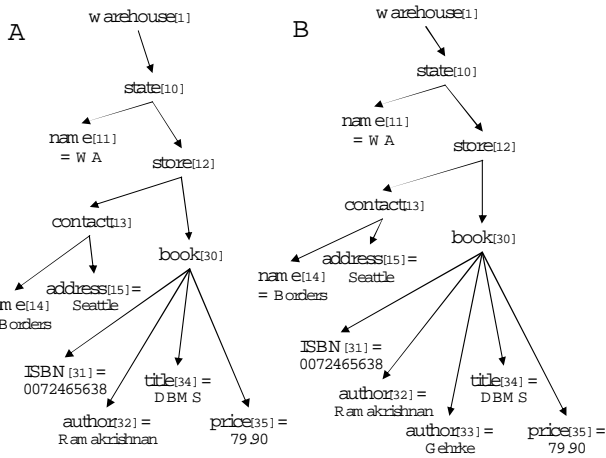 A
warehouse[1]
state[10]
name[11]
= WA
store[12]
contact[13]
book[30]
me[14]
Borders
address[15] =
Seattle
ISBN[31] =
0072465638
title[34] =
DBMS
author[32] =
Ramakrishnan
price[35] =
79.90
B
warehouse[1]
state[10]
name[11]
= WA
store[12]
contact[13]
book[30]
name[14]
= Borders
address[15] =
Seattle
ISBN[31] =
0072465638
title[34] =
DBMS
author[32] =
Ramakrishnan
author[33] =
Gehrke
price[35] =
79.90